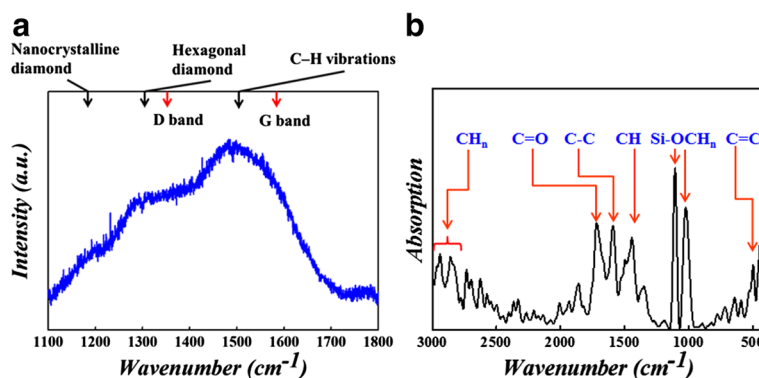 a
Nanocrystalline diamond
Hexagonal diamond
C–H vibrations
D band
G band
Intensity (a.u.)
1100 1200 1300 1400 1500 1600 1700 1800
Wavenumber (cm-1)
b
CHn C=O C-C CH Si-OCHn C=C
Absorption
3000 2500 2000 1500 1000 500
Wavenumber (cm-1)